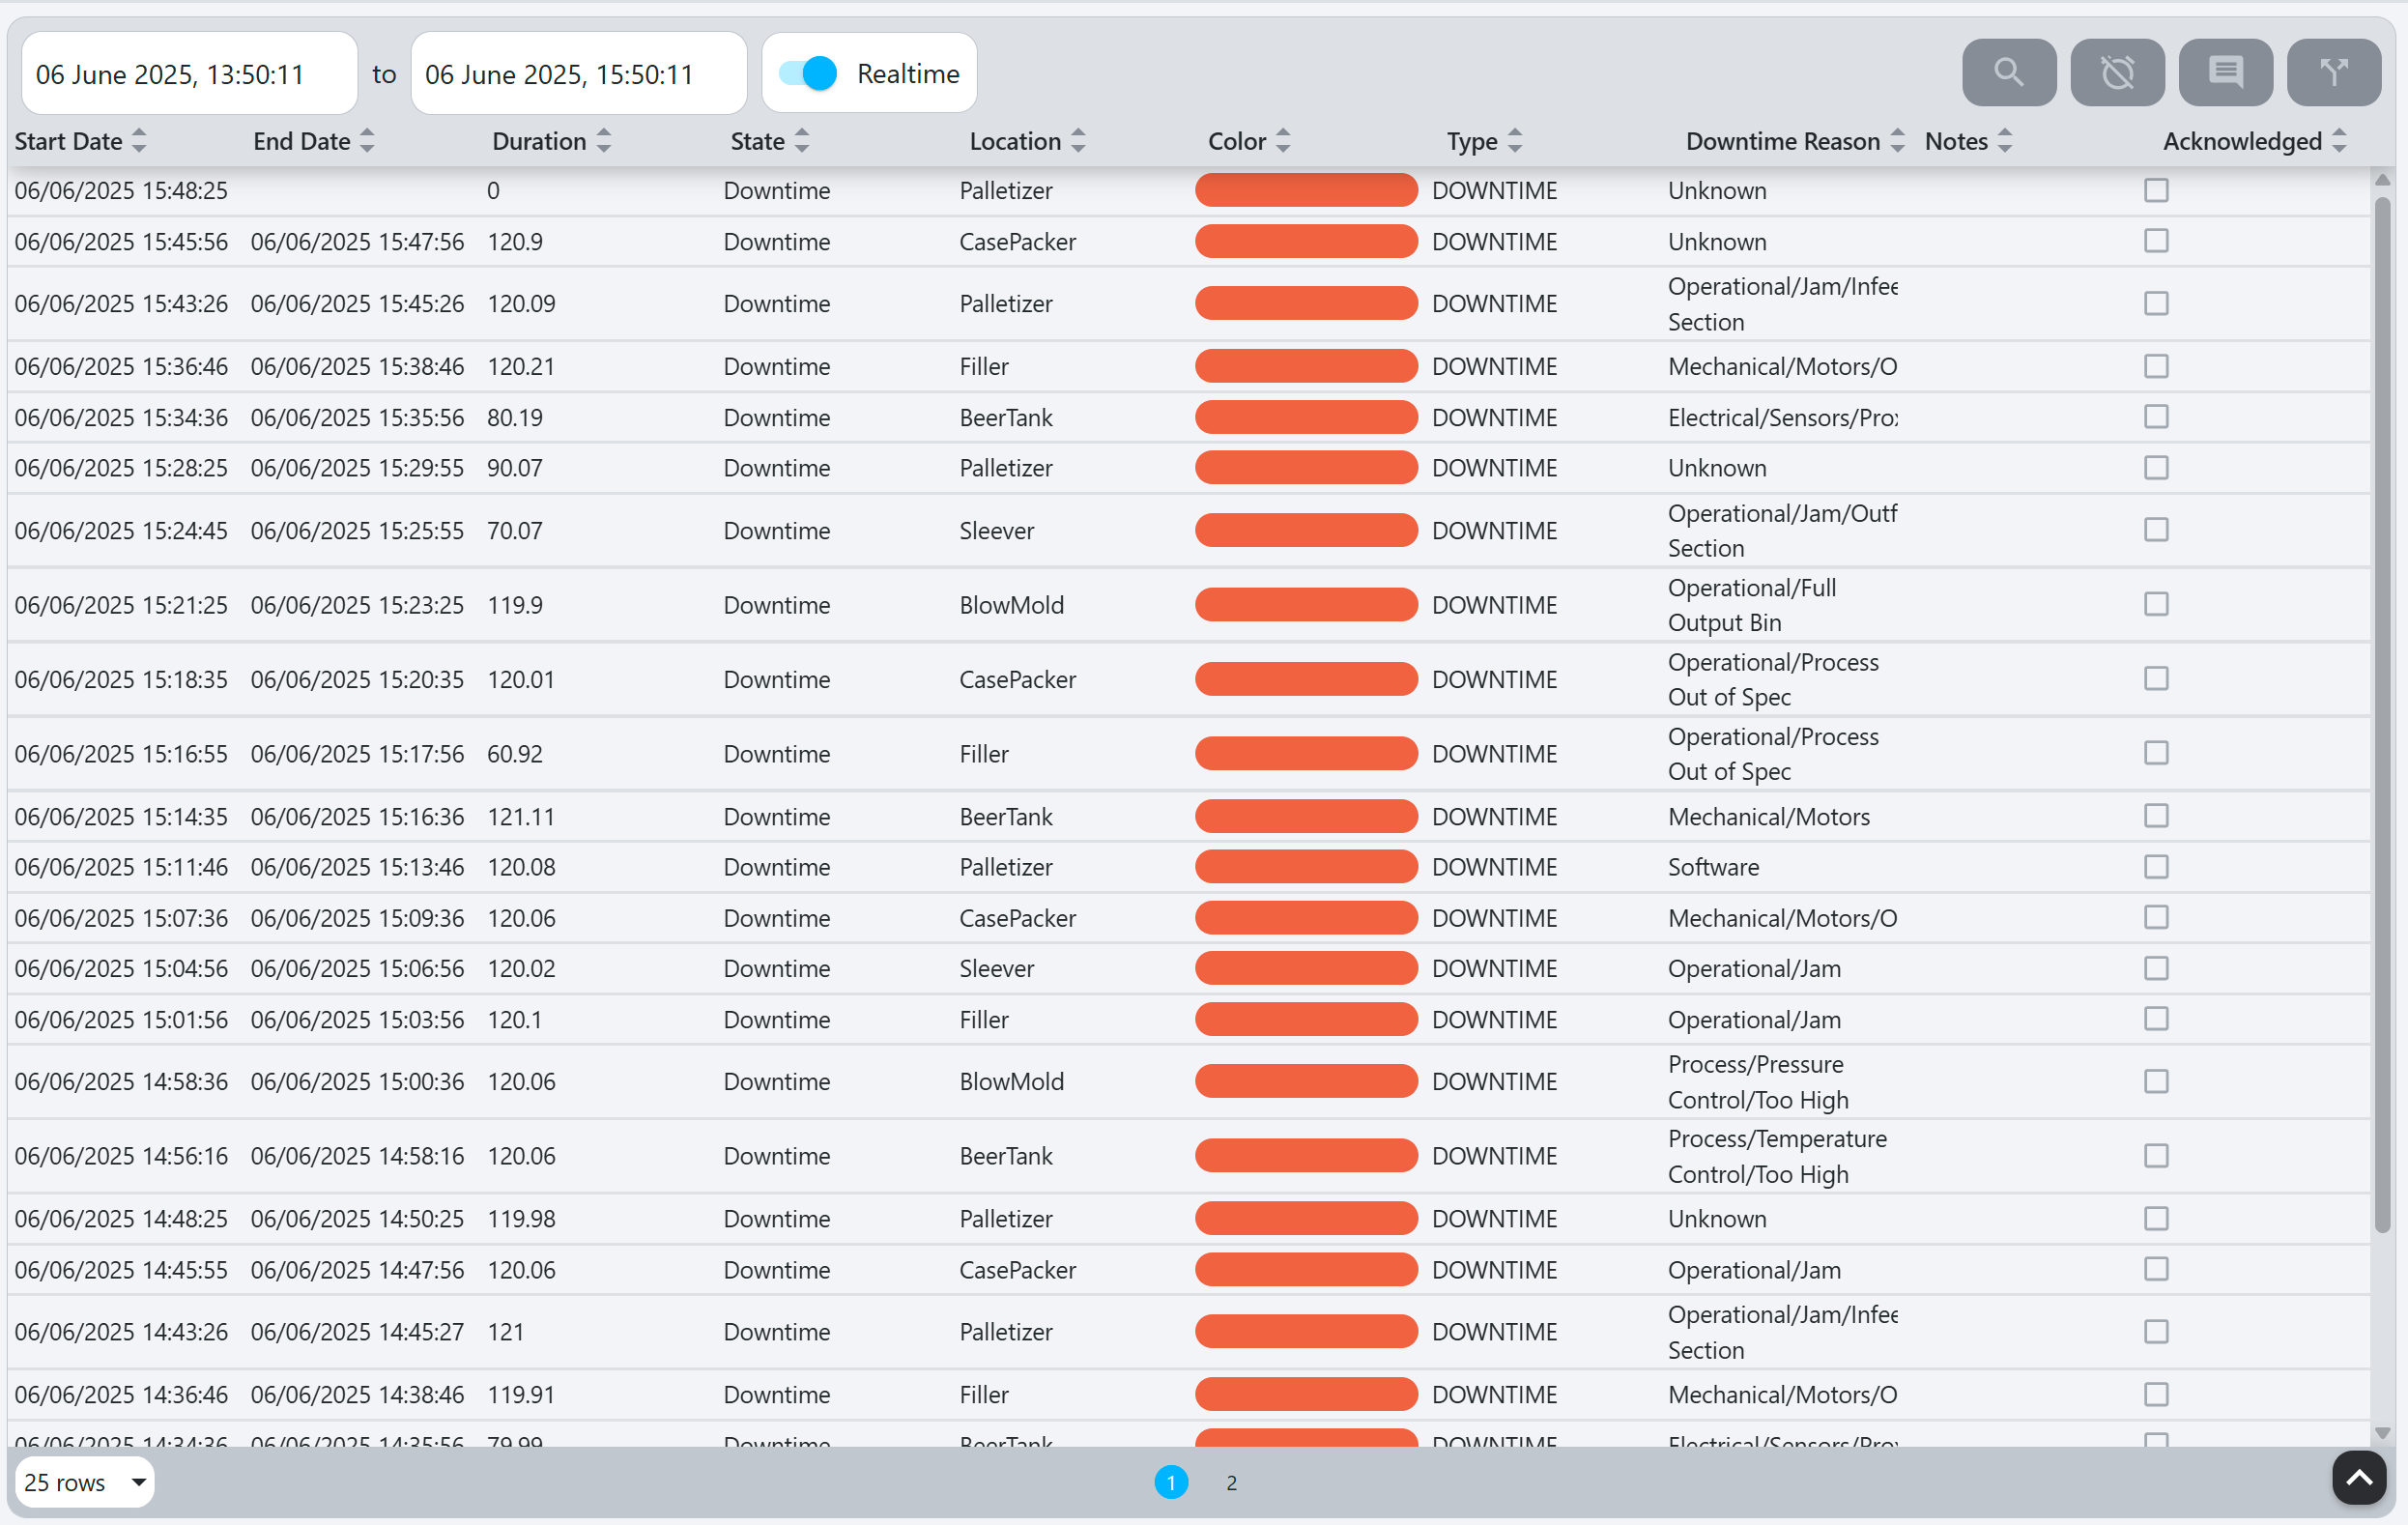 06 June 2025, 13:50:11 to 06 June 2025, 15:50:11 Realtime
Start Date End Date Duration State Location Color Type Downtime Reason Notes Acknowledged
06/06/2025 15:48:25 0 Downtime Palletizer DOWNTIME Unknown
06/06/2025 15:45:56 06/06/2025 15:47:56 120.9 Downtime CasePacker DOWNTIME Unknown
06/06/2025 15:43:26 06/06/2025 15:45:26 120.09 Downtime Palletizer DOWNTIME Operational/Jam/Infee
Section
06/06/2025 15:36:46 06/06/2025 15:38:46 120.21 Downtime Filler DOWNTIME Mechanical/Motors/O
06/06/2025 15:34:36 06/06/2025 15:35:56 80.19 Downtime BeerTank DOWNTIME Electrical/Sensors/Prox
06/06/2025 15:28:25 06/06/2025 15:29:55 90.07 Downtime Palletizer DOWNTIME Unknown
06/06/2025 15:24:45 06/06/2025 15:25:55 70.07 Downtime Sleever DOWNTIME Operational/Jam/Outf
Section
06/06/2025 15:21:25 06/06/2025 15:23:25 119.9 Downtime BlowMold DOWNTIME Operational/Full
Output Bin
06/06/2025 15:18:35 06/06/2025 15:20:35 120.01 Downtime CasePacker DOWNTIME Operational/Process
Out of Spec
06/06/2025 15:16:55 06/06/2025 15:17:56 60.92 Downtime Filler DOWNTIME Operational/Process
Out of Spec
06/06/2025 15:14:35 06/06/2025 15:16:36 121.11 Downtime BeerTank DOWNTIME Mechanical/Motors
06/06/2025 15:11:46 06/06/2025 15:13:46 120.08 Downtime Palletizer DOWNTIME Software
06/06/2025 15:07:36 06/06/2025 15:09:36 120.06 Downtime CasePacker DOWNTIME Mechanical/Motors/O
06/06/2025 15:04:56 06/06/2025 15:06:56 120.02 Downtime Sleever DOWNTIME Operational/Jam
06/06/2025 15:01:56 06/06/2025 15:03:56 120.1 Downtime Filler DOWNTIME Operational/Jam
06/06/2025 14:58:36 06/06/2025 15:00:36 120.06 Downtime BlowMold DOWNTIME Process/Pressure
Control/Too High
06/06/2025 14:56:16 06/06/2025 14:58:16 120.06 Downtime BeerTank DOWNTIME Process/Temperature
Control/Too High
06/06/2025 14:48:25 06/06/2025 14:50:25 119.98 Downtime Palletizer DOWNTIME Unknown
06/06/2025 14:45:55 06/06/2025 14:47:56 120.06 Downtime CasePacker DOWNTIME Operational/Jam
06/06/2025 14:43:26 06/06/2025 14:45:27 121 Downtime Palletizer DOWNTIME Operational/Jam/Infee
Section
06/06/2025 14:36:46 06/06/2025 14:38:46 119.91 Downtime Filler DOWNTIME Mechanical/Motors/O
06/06/2025 14:34:36 06/06/2025 14:35:56 79.99 Downtime BeerTank DOWNTIME Electrical/Sensors/Prox
25 rows 1 2